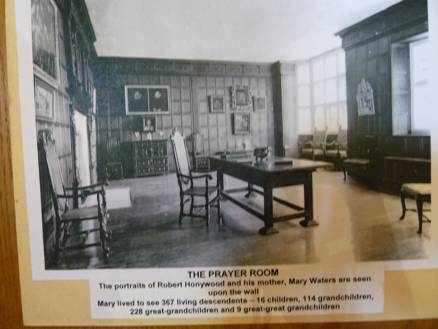 THE PRAYER ROOM
The portraits of Robert Honywood and his mother, Mary Waters are seen
upon the wall
Mary lived to see 367 living descendents – 16 children, 114 grandchildren,
228 great-grandchildren and 9 great-great grandchildren